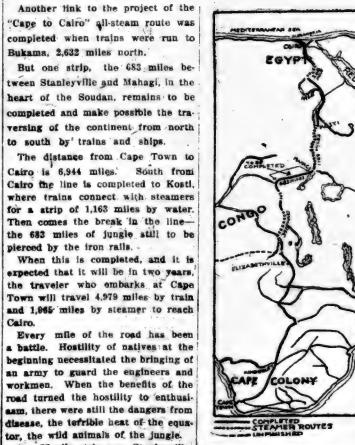 Another link to the project of the
"Cape to Cairo" all-steam route was
completed when trains were run to
Bukama, 2,632 miles north.
But one strip, the 683 miles be-
tween Stanleyville and Mahagi, in the
heart of the Soudan, remains to be
completed and make possible the tra-
versing of the continent from north
to south by trains and ships.
The distance from Cape Town to
Cairo is 6,944 miles. South from
Cairo the line is completed to Kosti,
where trains connect with steamers
for a strip of 1,163 miles by water.
Then comes the break in the line—
the 683 miles of jungle still to be
pierced by the iron rails.
When this is completed, and it is
expected that it will be in two years,
the traveler who embarks at Cape
Town will travel 4,979 miles by train
and 1,965 miles by steamer to reach
Cairo.
Every mile of the road has been
a battle. Hostility of natives at the
beginning necessitated the bringing of
an army to guard the engineers and
workmen. When the benefits of the
road turned the hostility to enthusi-
asm, there were still the dangers from
disease, the terrible heat of the equa-
tor, the wild animals of the jungle.
MEDITERRANEAN SEA
EGYPT
COMPLETED
CONGO
ELIZABETHVILLE
CAPE COLONY
COMPLETED
STEAMER ROUTES
UNFINISHED